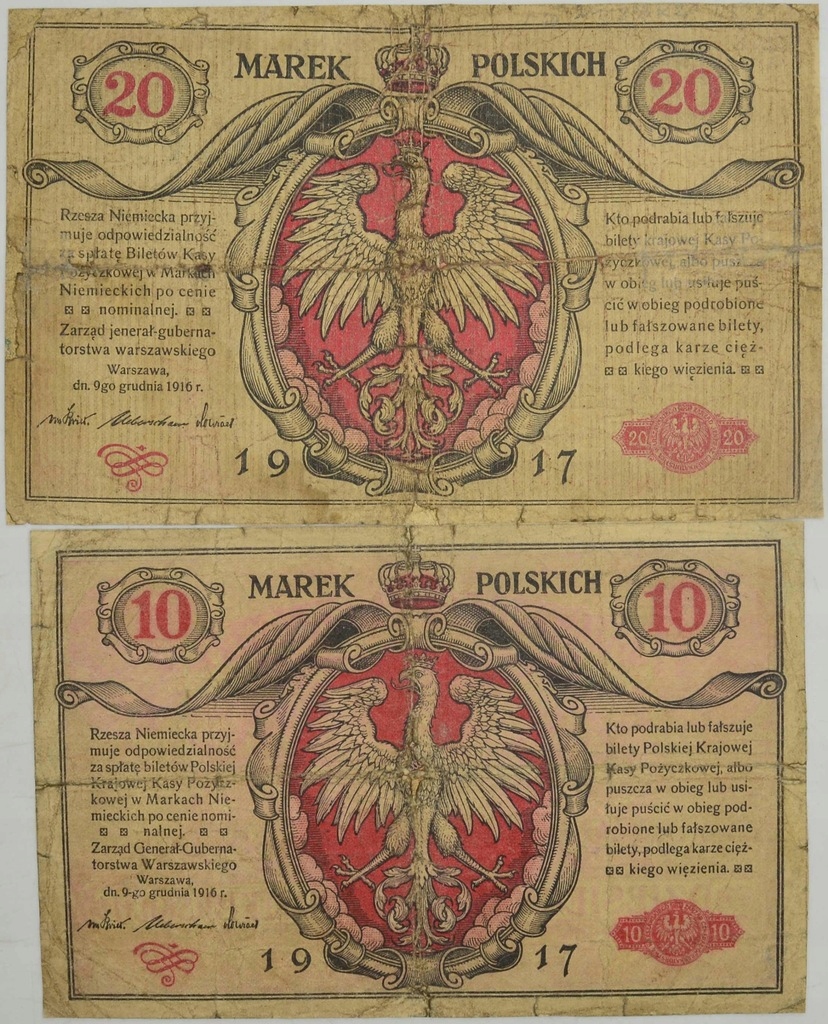 20 MAREK POLSKICH 20
Rzesza Niemiecka przyj-
muje odpowiedzialność
za spłatę Biletów Kasy
Pożyczkowej w Markach
Niemieckich po cenie
nominalnej.
Zarząd jenerał-guberna-
torstwa warszawskiego
Warszawa,
dn. 9go grudnia 1916 r.
Kto podrabia lub fałszuje
bilety krajowej Kasy Po-
życzkowej, albo puszcza
w obieg lub usiłuje puś-
cić w obieg podrobione
lub fałszowane bilety,
podlega karze cięż-
kiego więzienia.
20 20
19 17
10 MAREK POLSKICH 10
Rzesza Niemiecka przyj-
muje odpowiedzialność
za spłatę biletów Polskiej
Krajowej Kasy Pożycz-
kowej w Markach Nie-
mieckich po cenie nomi-
nalnej.
Zarząd Generał-Guberna-
torstwa Warszawskiego
Warszawa,
dn. 9-go grudnia 1916 r.
Kto podrabia lub fałszuje
bilety Polskiej Krajowej
Kasy Pożyczkowej, albo
puszcza w obieg lub usi-
łuje puścić w obieg pod-
robione lub fałszowane
bilety, podlega karze cięż-
kiego więzienia.
10 10
19 17